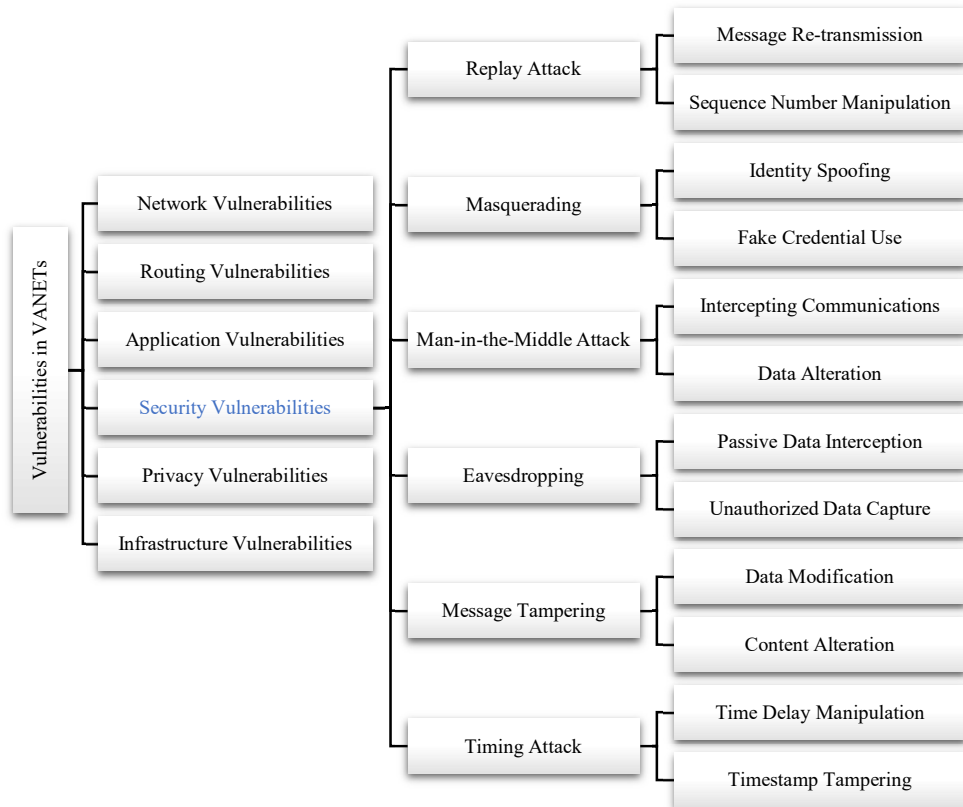 Vulnerabilities in VANETs
Network Vulnerabilities
Routing Vulnerabilities
Application Vulnerabilities
Security Vulnerabilities
Privacy Vulnerabilities
Infrastructure Vulnerabilities
Replay Attack
Message Re-transmission
Sequence Number Manipulation
Masquerading
Identity Spoofing
Fake Credential Use
Man-in-the-Middle Attack
Intercepting Communications
Data Alteration
Eavesdropping
Passive Data Interception
Unauthorized Data Capture
Message Tampering
Data Modification
Content Alteration
Timing Attack
Time Delay Manipulation
Timestamp Tampering